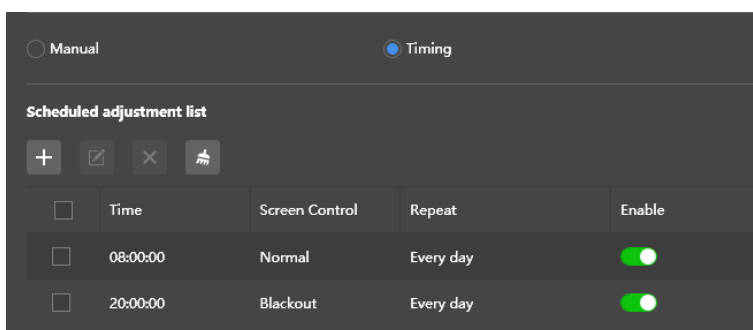 Manual Timing
Scheduled adjustment list
Time Screen Control Repeat Enable
08:00:00 Normal Every day
20:00:00 Blackout Every day